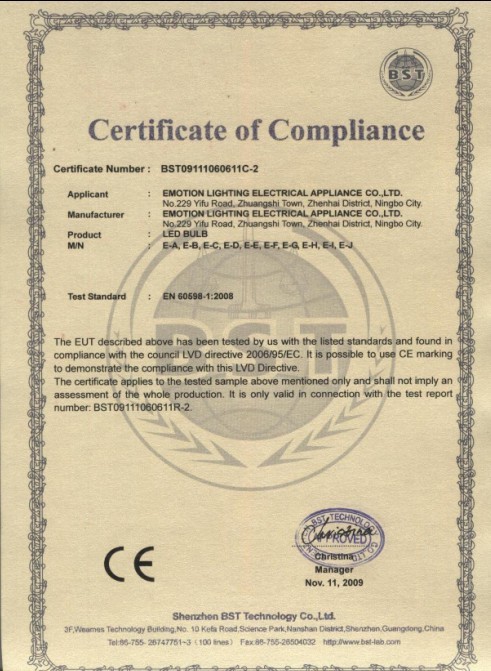 BST
Certificate of Compliance
Certificate Number : BST09111060611C-2
Applicant : EMOTION LIGHTING ELECTRICAL APPLIANCE CO.,LTD.
No.229 Yifu Road, Zhuangshi Town, Zhenhai District, Ningbo City.
Manufacturer : EMOTION LIGHTING ELECTRICAL APPLIANCE CO.,LTD.
No.229 Yifu Road, Zhuangshi Town, Zhenhai District, Ningbo City.
Product : LED BULB
M/N : E-A, E-B, E-C, E-D, E-E, E-F, E-G, E-H, E-I, E-J
Test Standard : EN 60598-1:2008
BST
The EUT described above has been tested by us with the listed standards and found in
compliance with the council LVD directive 2006/95/EC. It is possible to use CE marking
to demonstrate the compliance with this LVD Directive.
The certificate applies to the tested sample above mentioned only and shall not imply an
assessment of the whole production. It is only valid in connection with the test report
number: BST09111060611R-2.
CE
BST TECHNOLOGY CO.,LTD
APPROVED
Christina
Christina
Manager
Nov. 11, 2009
Shenzhen BST Technology Co.,Ltd.
3F,Wearnes Technology Building,No. 10 Kefa Road,Science Park,Nanshan District,Shenzhen,Guangdong,China
Tel:86-755- 26747751~3 ( 100 lines ) Fax:86-755-26504032 http://www.bst-lab.com